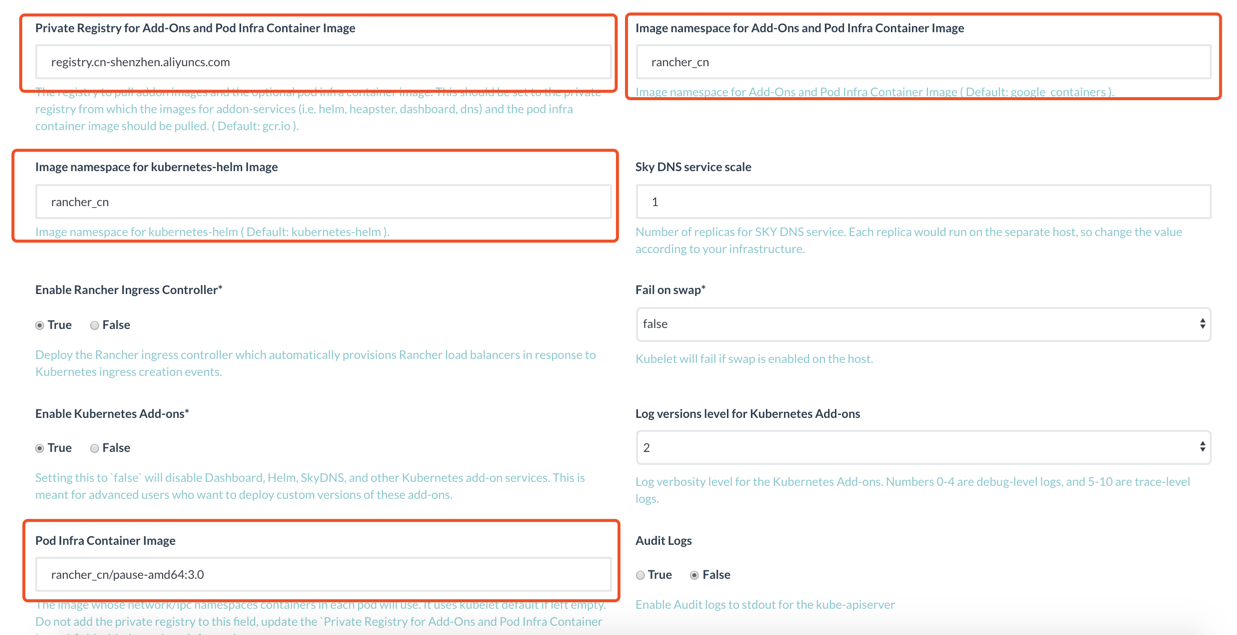 Private Registry for Add-Ons and Pod Infra Container Image
registry.cn-shenzhen.aliyuncs.com
The registry to pull addon images and the optional pod infra container image. This should be set to the private
registry from which the images for addon-services (i.e. helm, heapster, dashboard, dns) and the pod infra
container image should be pulled. ( Default: gcr.io ).
Image namespace for Add-Ons and Pod Infra Container Image
rancher_cn
Image namespace for Add-Ons and Pod Infra Container Image ( Default: google_containers ).
Image namespace for kubernetes-helm Image
rancher_cn
Image namespace for kubernetes-helm ( Default: kubernetes-helm ).
Sky DNS service scale
1
Number of replicas for SKY DNS service. Each replica would run on the separate host, so change the value
according to your infrastructure.
Enable Rancher Ingress Controller*
True False
Deploy the Rancher ingress controller which automatically provisions Rancher load balancers in response to
Kubernetes ingress creation events.
Fail on swap*
false
Kubelet will fail if swap is enabled on the host.
Enable Kubernetes Add-ons*
True False
Setting this to `false` will disable Dashboard, Helm, SkyDNS, and other Kubernetes add-on services. This is
meant for advanced users who want to deploy custom versions of these add-ons.
Log versions level for Kubernetes Add-ons
2
Log verbosity level for the Kubernetes Add-ons. Numbers 0-4 are debug-level logs, and 5-10 are trace-level
logs.
Pod Infra Container Image
rancher_cn/pause-amd64:3.0
The image whose network/ipc namespaces containers in each pod will use. It uses kubelet default if left empty.
Do not add the private registry to this field, update the `Private Registry for Add-Ons and Pod Infra Container
Audit Logs
True False
Enable Audit logs to stdout for the kube-apiserver